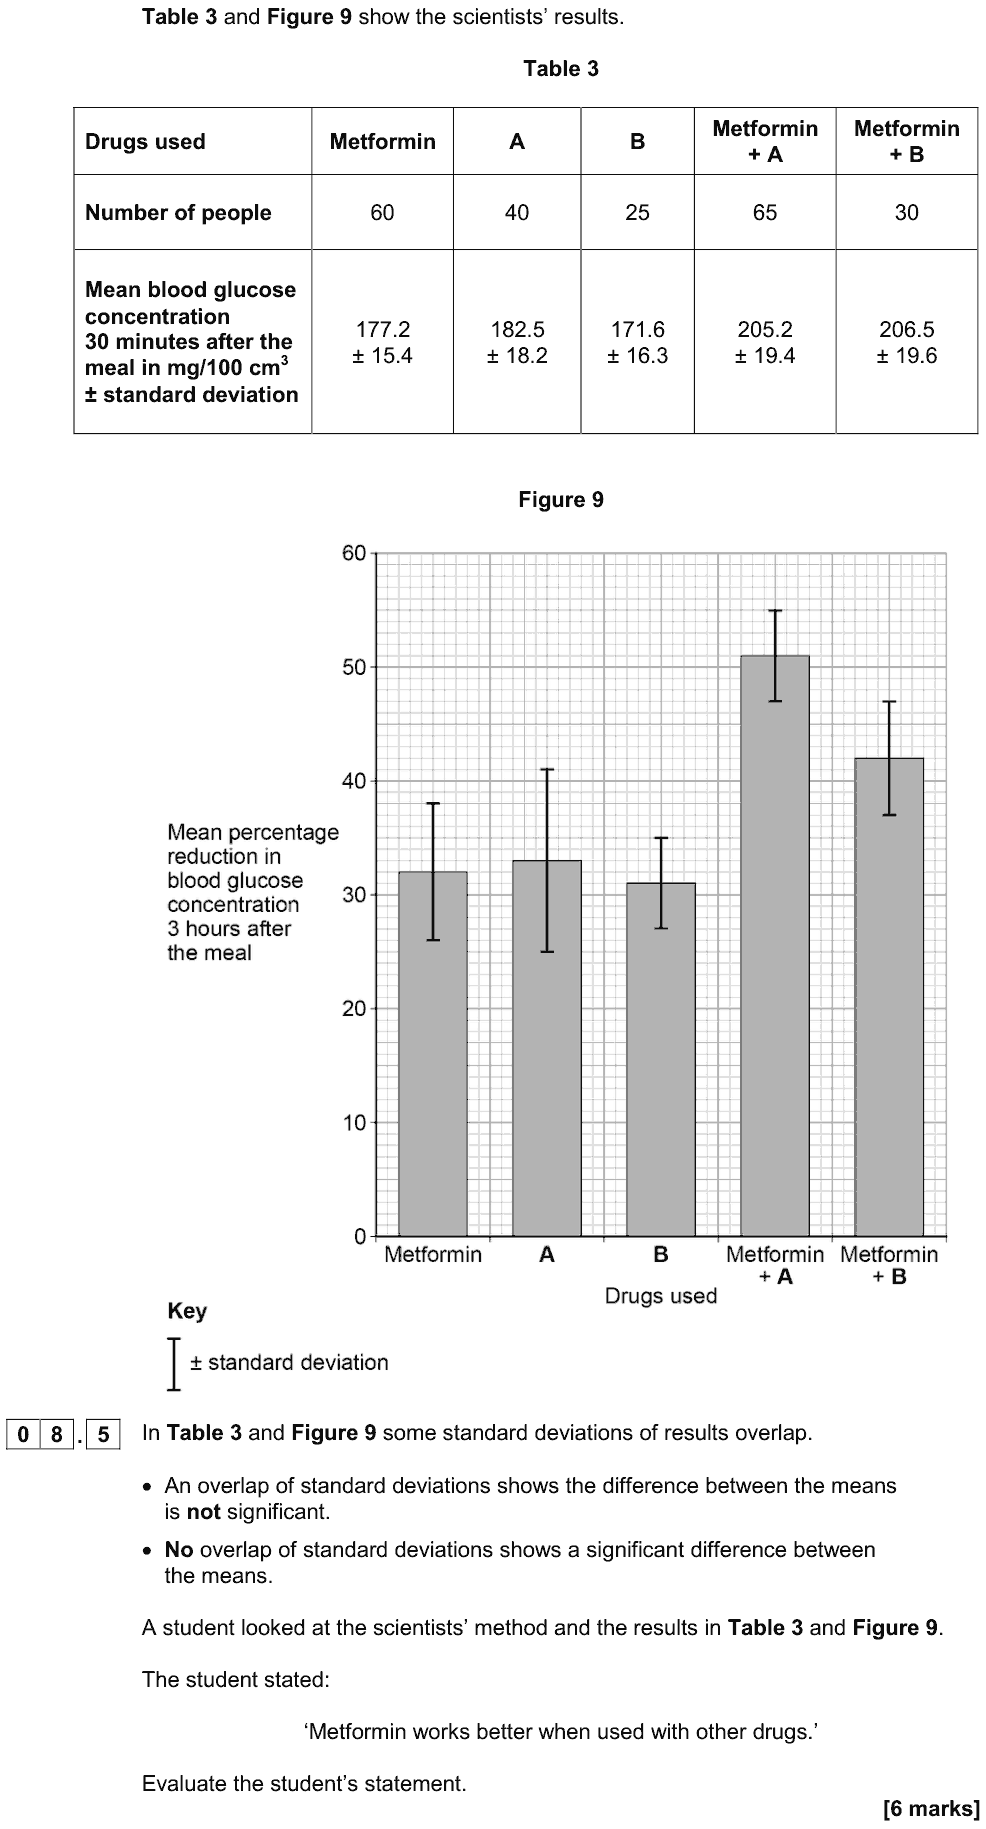 Table 3 and Figure 9 show the scientists’ results.
Table 3
Drugs used
Metformin
A
B
Metformin
+ A
Metformin
+ B
Number of people
60
40
25
65
30
Mean blood glucose
concentration
30 minutes after the
meal in mg/100 cm³
± standard deviation
177.2
± 15.4
182.5
± 18.2
171.6
± 16.3
205.2
± 19.4
206.5
± 19.6
Figure 9
60
50
40
30
20
10
0
Mean percentage
reduction in
blood glucose
concentration
3 hours after
the meal
Metformin
A
B
Metformin
+ A
Metformin
+ B
Drugs used
Key
± standard deviation
0 8 . 5
In Table 3 and Figure 9 some standard deviations of results overlap.
• An overlap of standard deviations shows the difference between the means
is not significant.
• No overlap of standard deviations shows a significant difference between
the means.
A student looked at the scientists’ method and the results in Table 3 and Figure 9.
The student stated:
‘Metformin works better when used with other drugs.’
Evaluate the student’s statement.
[6 marks]